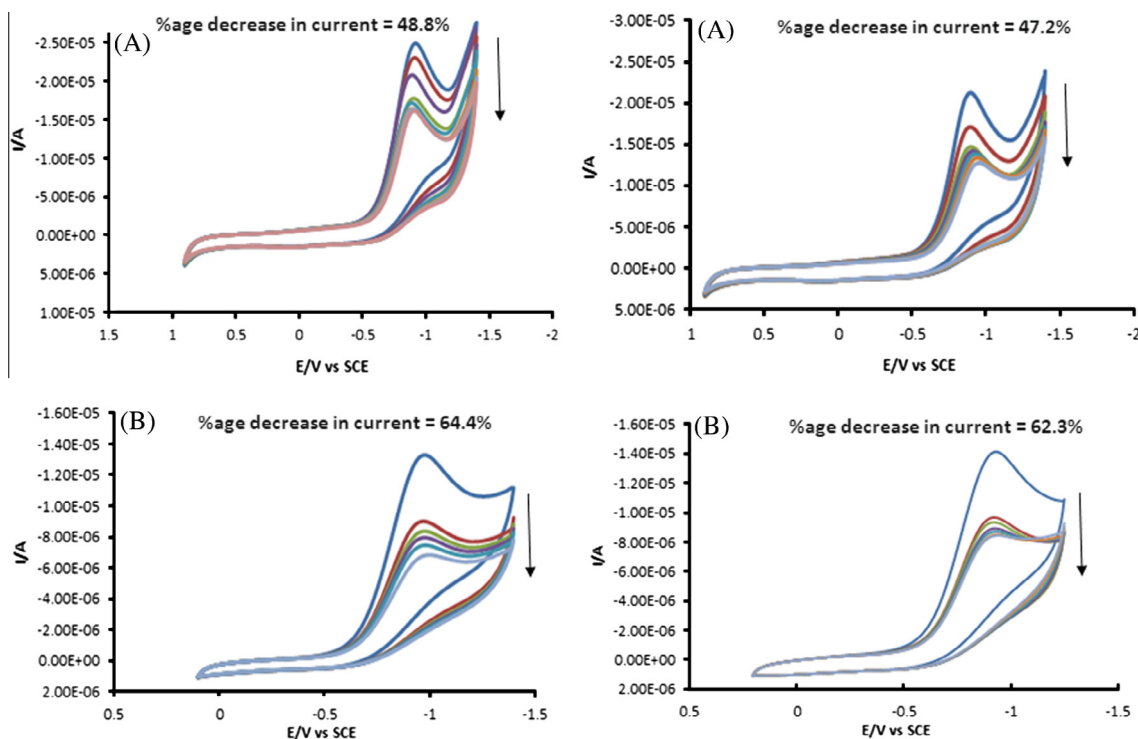 %age decrease in current = 48.8%
(A)
-2.50E-05
-2.00E-05
-1.50E-05
-1.00E-05
-5.00E-06
0.00E+00
5.00E-06
1.00E-05
I/A
1.5 1 0.5 0 -0.5 -1 -1.5 -2
E/V vs SCE
%age decrease in current = 47.2%
(A)
-3.00E-05
-2.50E-05
-2.00E-05
-1.50E-05
-1.00E-05
-5.00E-06
0.00E+00
5.00E-06
I/A
1 0.5 0 -0.5 -1 -1.5 -2
E/V vs SCE
(B)
%age decrease in current = 64.4%
-1.60E-05
-1.40E-05
-1.20E-05
-1.00E-05
-8.00E-06
-6.00E-06
-4.00E-06
-2.00E-06
0.00E+00
2.00E-06
I/A
0.5 0 -0.5 -1 -1.5
E/V vs SCE
(B)
%age decrease in current = 62.3%
-1.60E-05
-1.40E-05
-1.20E-05
-1.00E-05
-8.00E-06
-6.00E-06
-4.00E-06
-2.00E-06
0.00E+00
2.00E-06
I/A
0.5 0 -0.5 -1 -1.5
E/V vs SCE